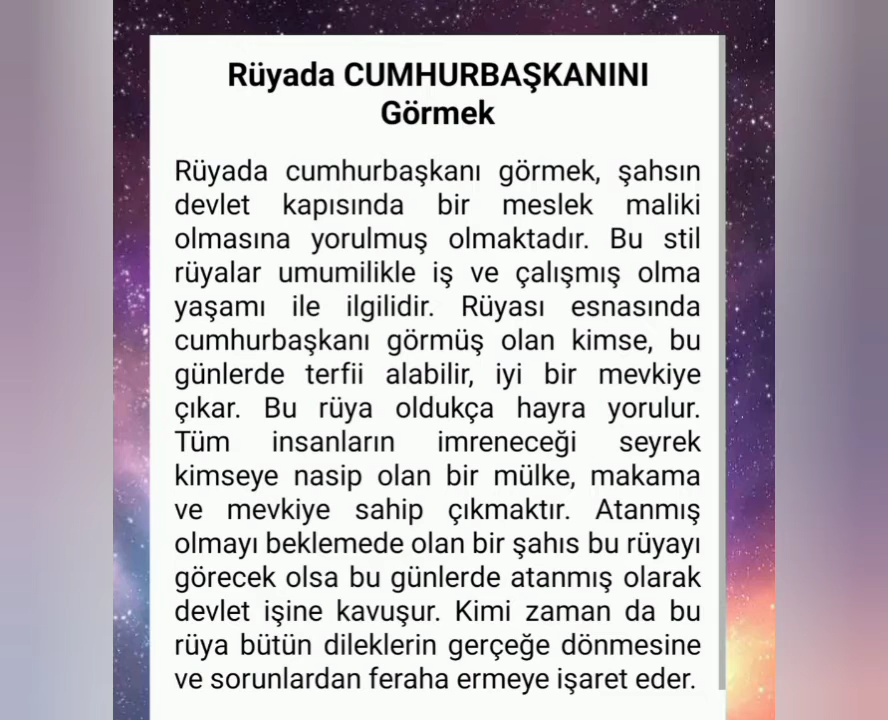 Rüyada CUMHURBAŞKANINI
Görmek
Rüyada cumhurbaşkanı görmek, şahsın
devlet kapısında bir meslek maliki
olmasına yorulmuş olmaktadır. Bu stil
rüyalar umumilikle iş ve çalışmış olma
yaşamı ile ilgilidir. Rüyası esnasında
cumhurbaşkanı görmüş olan kimse, bu
günlerde terfii alabilir, iyi bir mevkiye
çıkar. Bu rüya oldukça hayra yorulur.
Tüm insanların imreneceği seyrek
kimseye nasip olan bir mülke, makama
ve mevkiye sahip çıkmaktır. Atanmış
olmayı beklemede olan bir şahıs bu rüyayı
görecek olsa bu günlerde atanmış olarak
devlet işine kavuşur. Kimi zaman da bu
rüya bütün dileklerin gerçeğe dönmesine
ve sorunlardan feraha ermeye işaret eder.